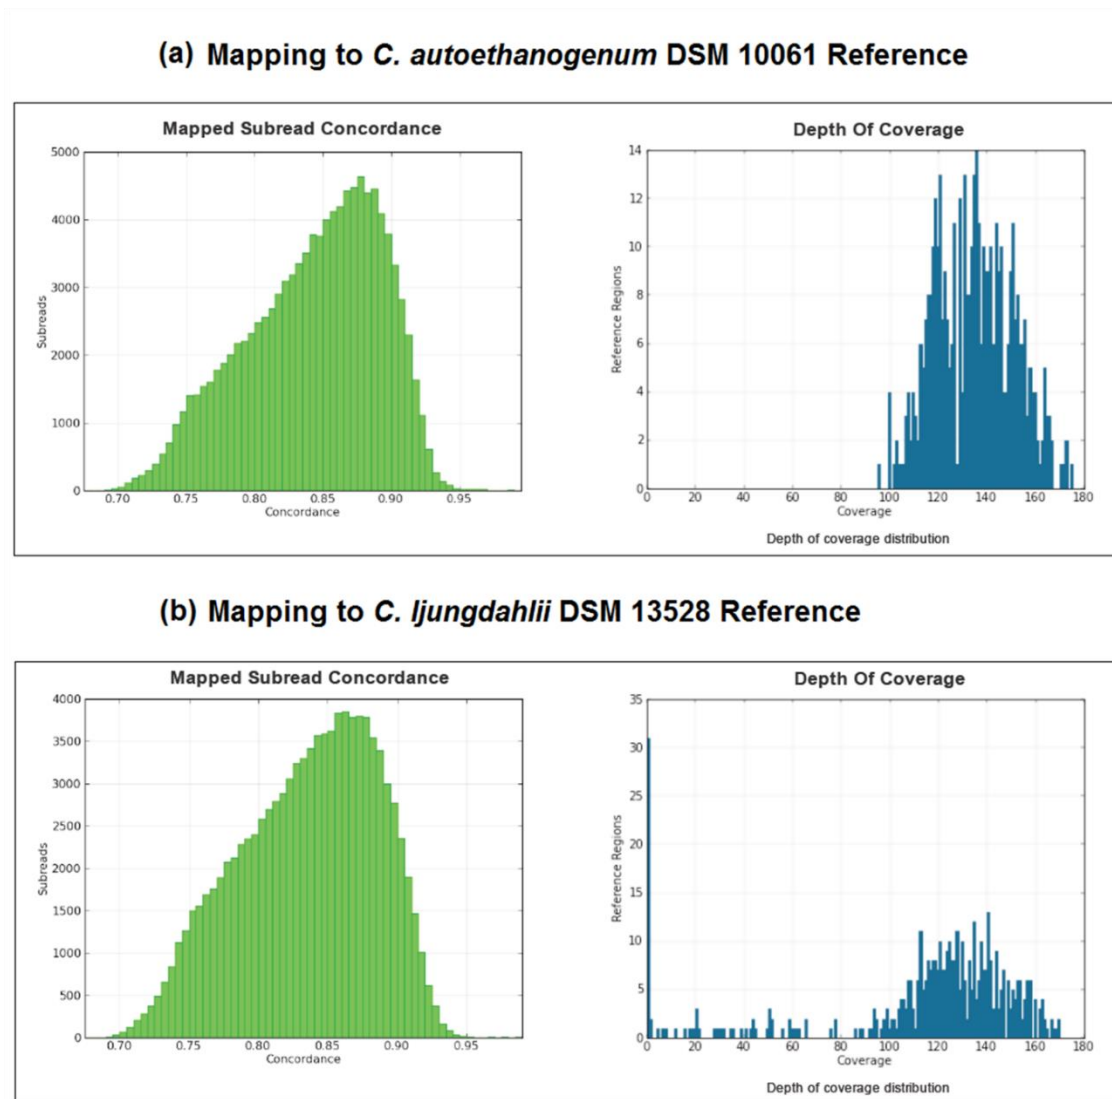 (a) Mapping to C. autoethanogenum DSM 10061 Reference
Mapped Subread Concordance
5000
4000
3000
2000
1000
0
Subreads
0.70 0.75 0.80 0.85 0.90 0.95
Concordance
Depth Of Coverage
14
12
10
8
6
4
2
0
Reference Regions
0 20 40 60 80 100 120 140 160 180
Coverage
Depth of coverage distribution
(b) Mapping to C. ljungdahlii DSM 13528 Reference
Mapped Subread Concordance
4000
3500
3000
2500
2000
1500
1000
500
0
Subreads
0.70 0.75 0.80 0.85 0.90 0.95
Concordance
Depth Of Coverage
35
30
25
20
15
10
5
0
Reference Regions
0 20 40 60 80 100 120 140 160 180
Coverage
Depth of coverage distribution